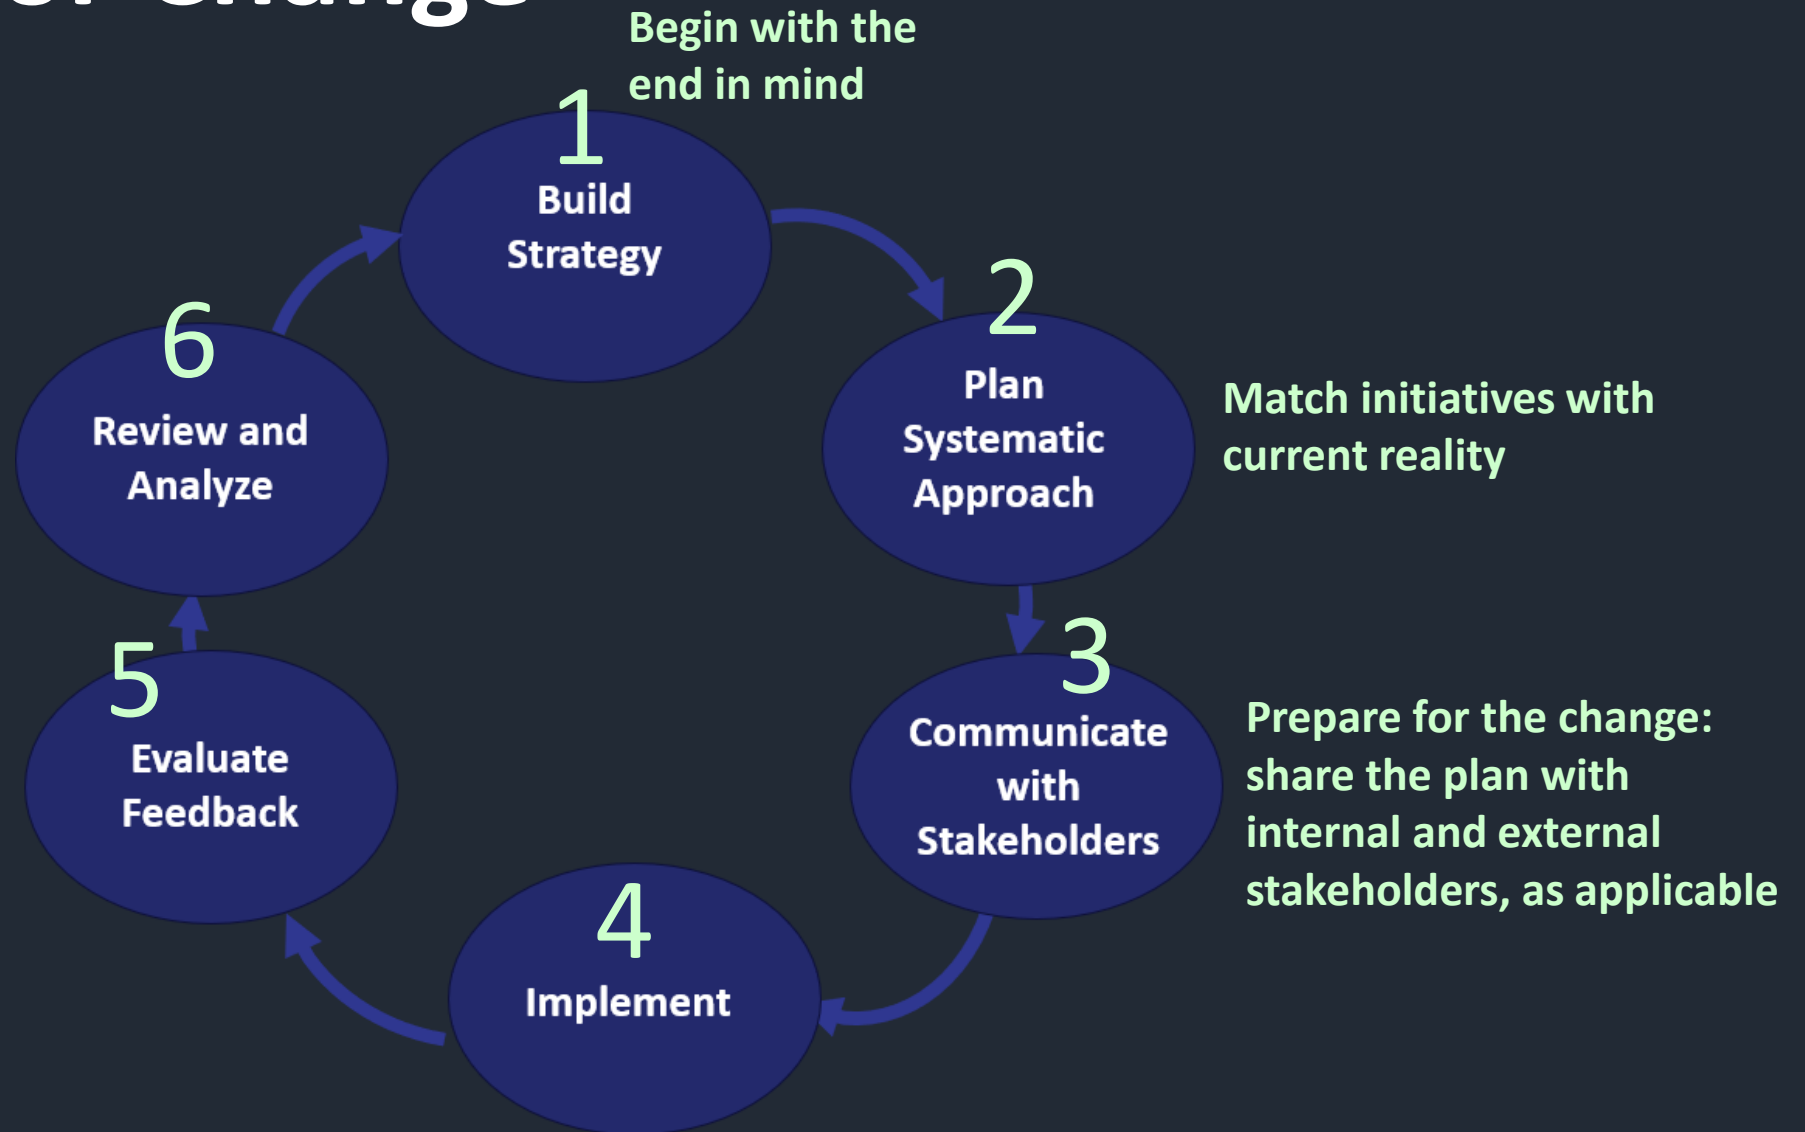 or Change
Begin with the
end in mind
1
Build
Strategy
2
Plan
Systematic
Approach
Match initiatives with
current reality
3
Communicate
with
Stakeholders
Prepare for the change:
share the plan with
internal and external
stakeholders, as applicable
4
Implement
5
Evaluate
Feedback
6
Review and
Analyze